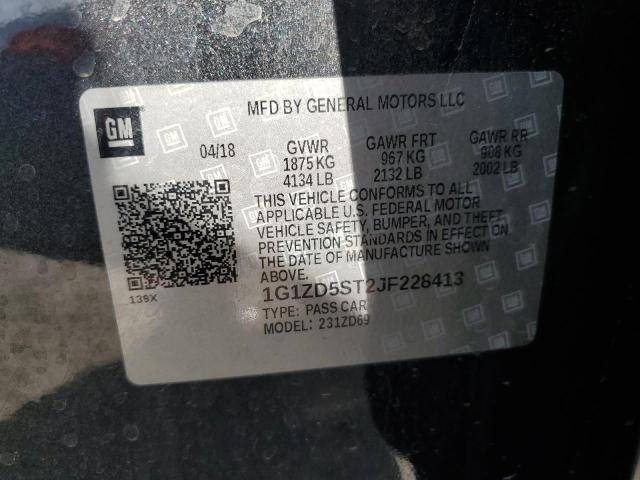 MFD BY GENERAL MOTORS LLC
GM
04/18 GVWR GAWR FRT GAWR RR
1875 KG 967 KG 908 KG
4134 LB 2132 LB 2002 LB
THIS VEHICLE CONFORMS TO ALL
APPLICABLE U.S. FEDERAL MOTOR
VEHICLE SAFETY, BUMPER, AND THEFT
PREVENTION STANDARDS IN EFFECT ON
THE DATE OF MANUFACTURE SHOWN
ABOVE.
1G1ZD5ST2JF226413
139X
TYPE: PASS CAR
MODEL: 231ZD69